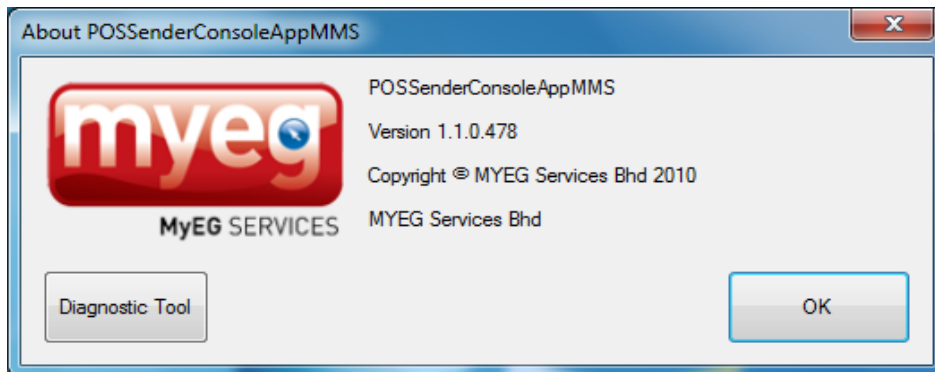 About POSSenderConsoleAppMMS
myeg
MyEG SERVICES
POSSenderConsoleAppMMS
Version 1.1.0.478
Copyright © MYEG Services Bhd 2010
MYEG Services Bhd
Diagnostic Tool
OK